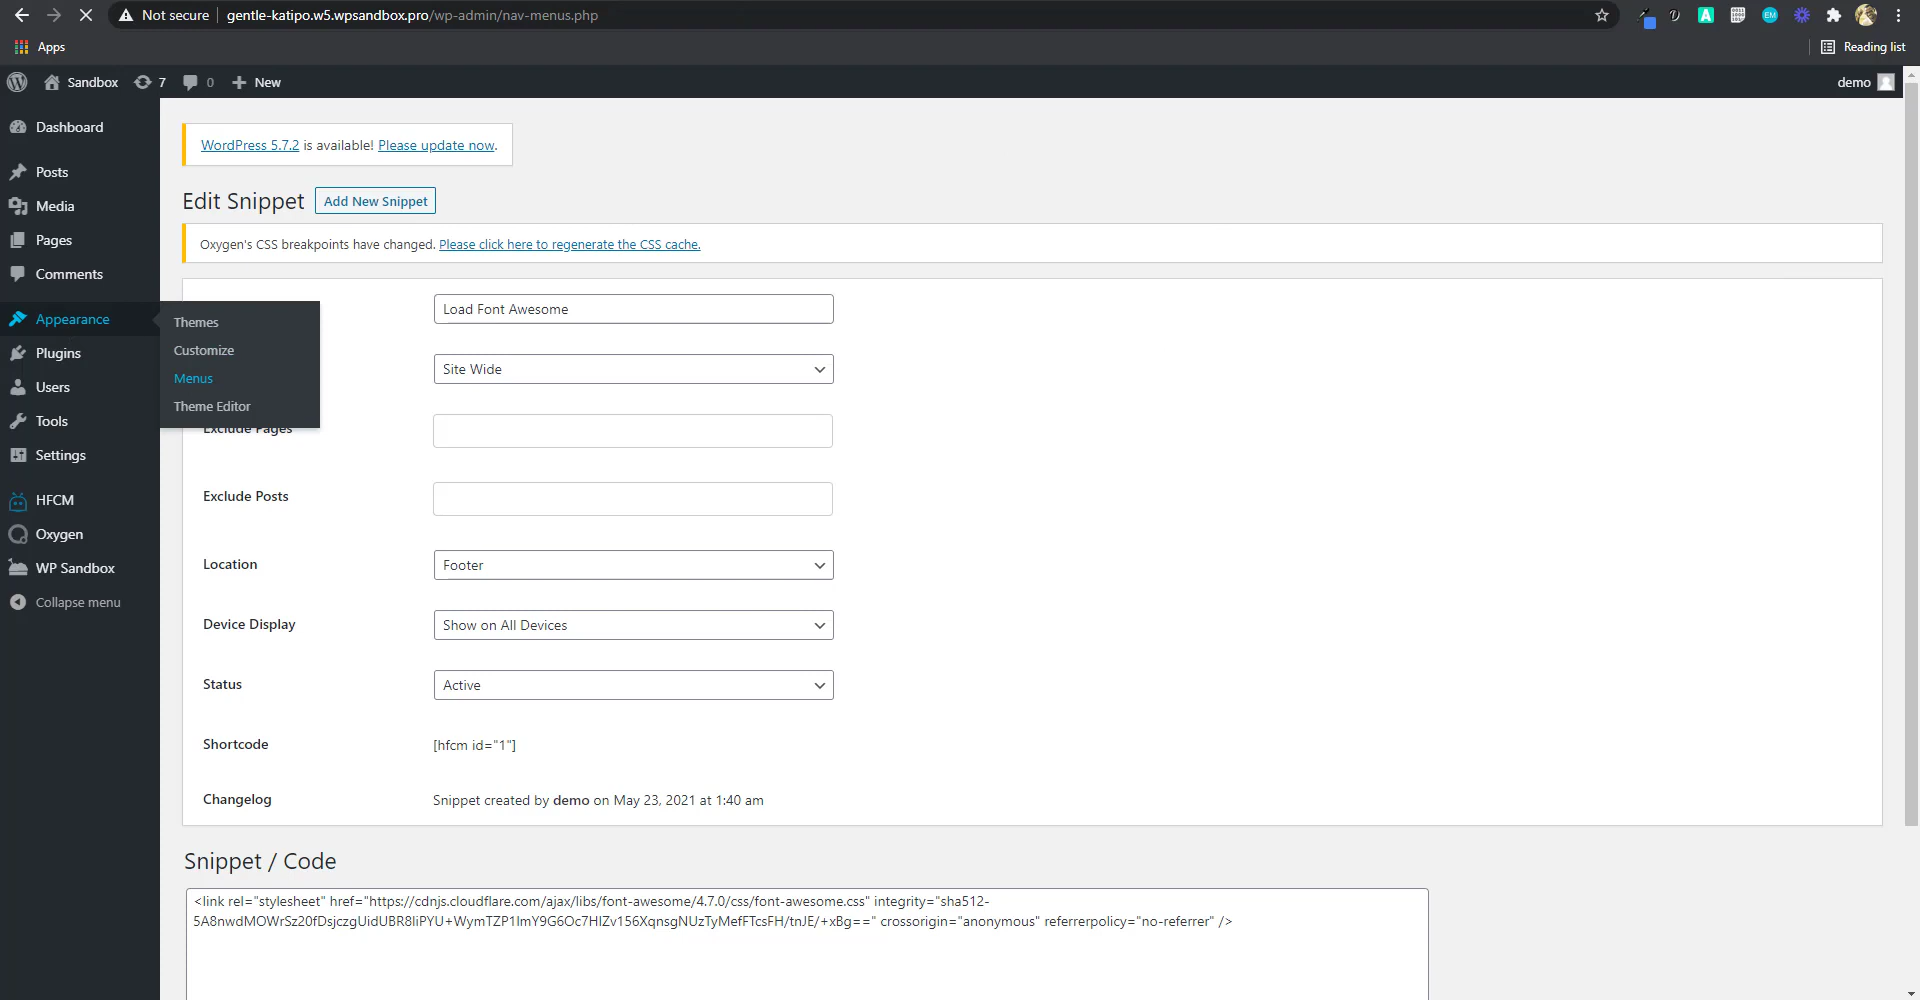 Not secure gentle-katipo.w5.wpsandbox.pro/wp-admin/nav-menus.php
Apps
Reading list
Sandbox 7 0 New
demo
Dashboard
Posts
Media
Pages
Comments
Appearance
Plugins
Users
Tools
Settings
HFCM
Oxygen
WP Sandbox
Collapse menu
Themes
Customize
Menus
Theme Editor
WordPress 5.7.2 is available! Please update now.
Edit Snippet Add New Snippet
Oxygen's CSS breakpoints have changed. Please click here to regenerate the CSS cache.
Load Font Awesome
Site Wide
Exclude Pages
Exclude Posts
Location Footer
Device Display Show on All Devices
Status Active
Shortcode [hfcm id="1"]
Changelog Snippet created by demo on May 23, 2021 at 1:40 am
Snippet / Code
<link rel="stylesheet" href="https://cdnjs.cloudflare.com/ajax/libs/font-awesome/4.7.0/css/font-awesome.css" integrity="sha512-
5A8nwdMOWrSz20fDsjczgUidUBR8liPYU+WymTZP1lmY9G6Oc7HlZv156XqnsgNUzTyMefFTcsFH/tnJE/+xBg==" crossorigin="anonymous" referrerpolicy="no-referrer" />